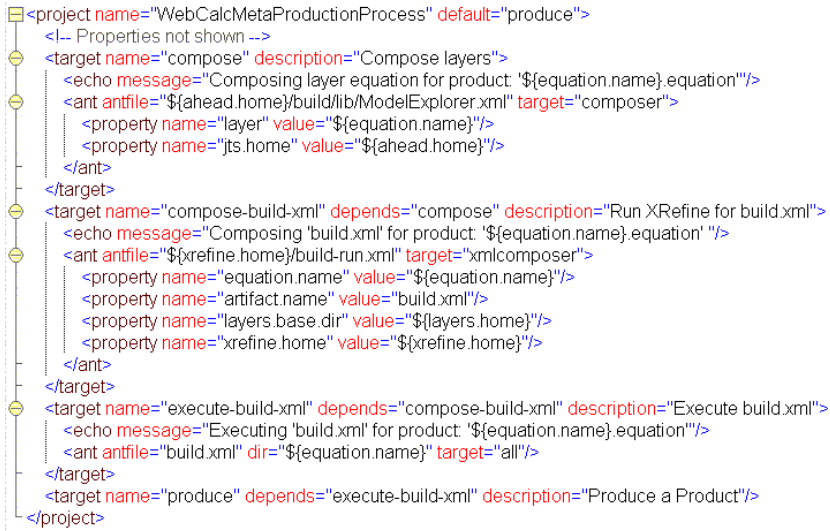 <project name="WebCalcMetaProductionProcess" default="produce">
<!-- Properties not shown -->
<target name="compose" description="Compose layers">
<echo message="Composing layer equation for product: '${equation.name}.equation'"/>
<ant antfile="${ahead.home}/build/lib/ModelExplorer.xml" target="composer">
<property name="layer" value="${equation.name}"/>
<property name="jts.home" value="${ahead.home}"/>
</ant>
</target>
<target name="compose-build-xml" depends="compose" description="Run XRefine for build.xml">
<echo message="Composing 'build.xml' for product: '${equation.name}.equation' "/>
<ant antfile="${xrefine.home}/build-run.xml" target="xmlcomposer">
<property name="equation.name" value="${equation.name}"/>
<property name="artifact.name" value="build.xml"/>
<property name="layers.base.dir" value="${layers.home}"/>
<property name="xrefine.home" value="${xrefine.home}"/>
</ant>
</target>
<target name="execute-build-xml" depends="compose-build-xml" description="Execute build.xml">
<echo message="Executing 'build.xml' for product: '${equation.name}.equation'"/>
<ant antfile="build.xml" dir="${equation.name}" target="all"/>
</target>
<target name="produce" depends="execute-build-xml" description="Produce a Product"/>
</project>